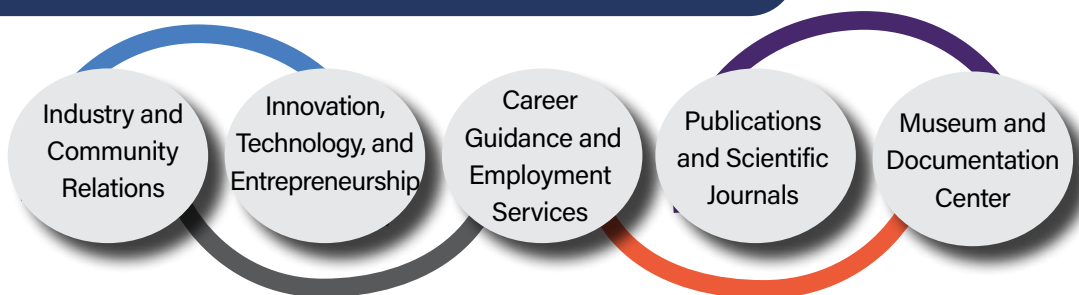 Industry and
Community
Relations
Innovation,
Technology, and
Entrepreneurship
Career
Guidance and
Employment
Services
Publications
and Scientific
Journals
Museum and
Documentation
Center